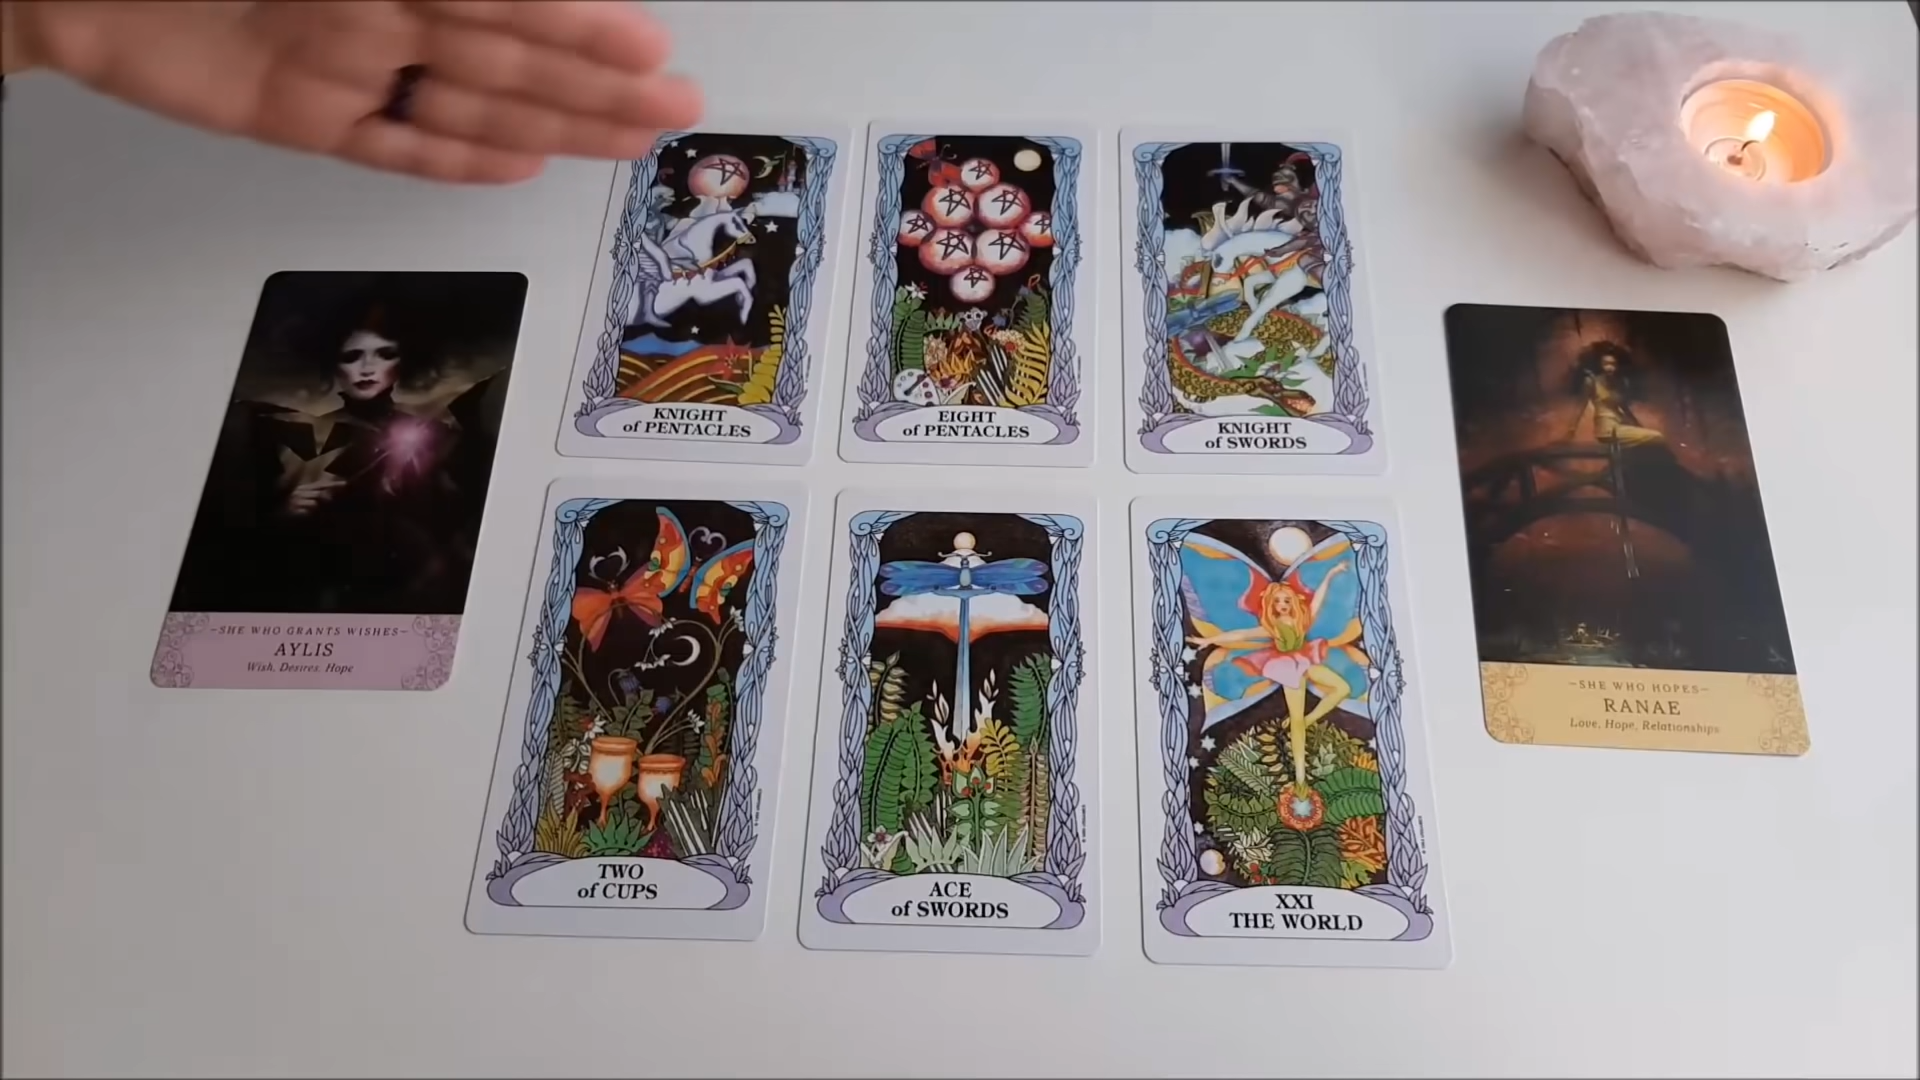 KNIGHT
of PENTACLES
EIGHT
of PENTACLES
KNIGHT
of SWORDS
~SHE WHO GRANTS WISHES~
AYLIS
Wish, Desires, Hope
~SHE WHO HOPES~
RANAE
Love, Hope, Relationships
TWO
of CUPS
ACE
of SWORDS
XXI
THE WORLD